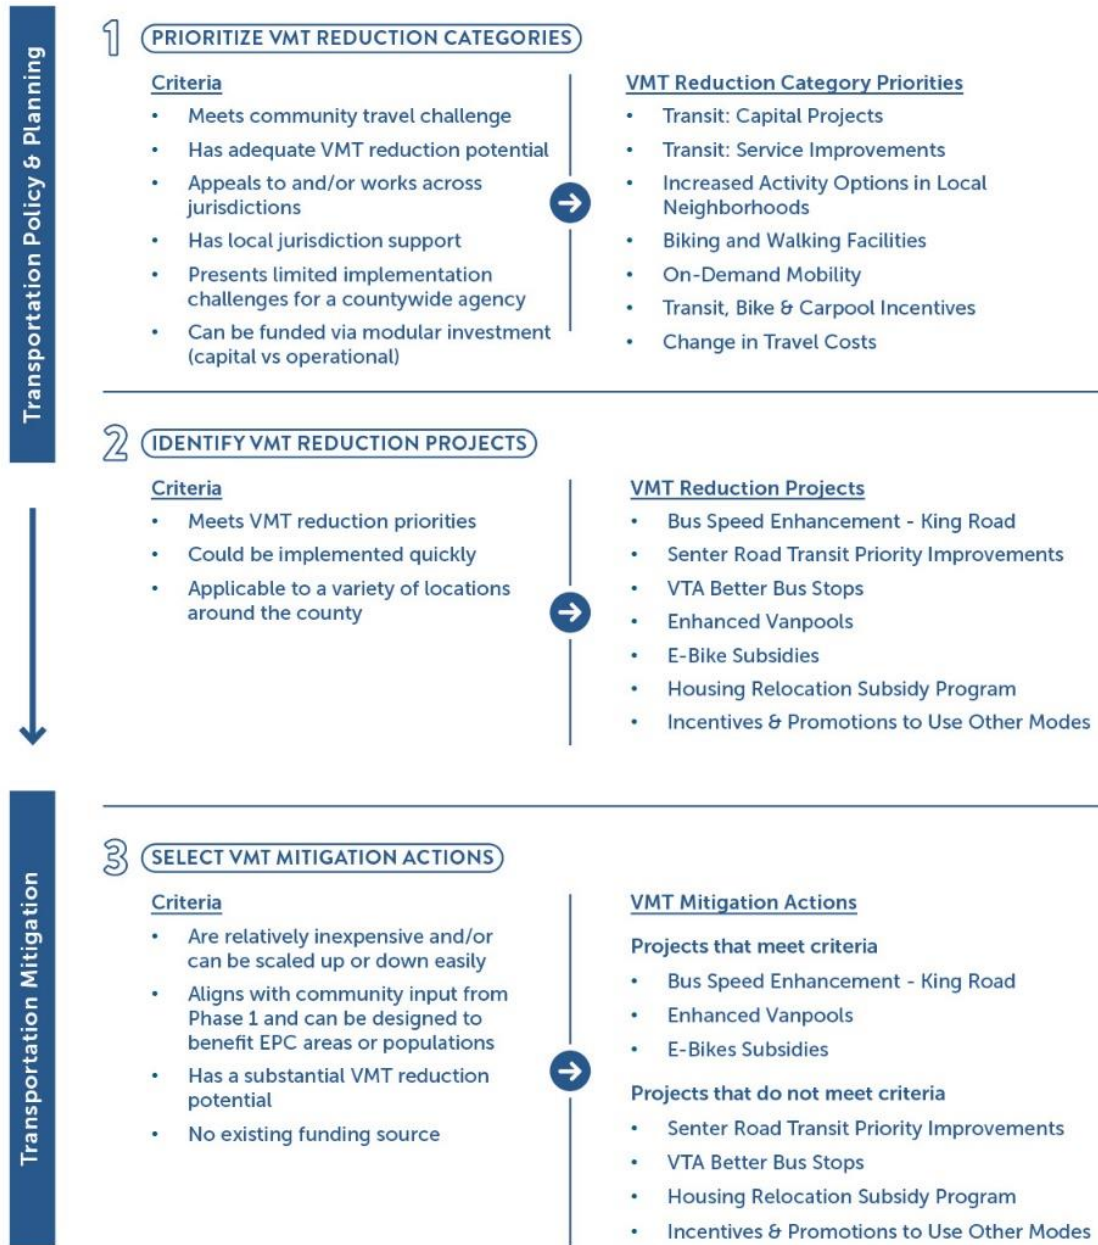 Transportation Policy & Planning
1 PRIORITIZE VMT REDUCTION CATEGORIES
Criteria
• Meets community travel challenge
• Has adequate VMT reduction potential
• Appeals to and/or works across
jurisdictions
• Has local jurisdiction support
• Presents limited implementation
challenges for a countywide agency
• Can be funded via modular investment
(capital vs operational)
VMT Reduction Category Priorities
• Transit: Capital Projects
• Transit: Service Improvements
• Increased Activity Options in Local
Neighborhoods
• Biking and Walking Facilities
• On-Demand Mobility
• Transit, Bike & Carpool Incentives
• Change in Travel Costs
2 IDENTIFY VMT REDUCTION PROJECTS
Criteria
• Meets VMT reduction priorities
• Could be implemented quickly
• Applicable to a variety of locations
around the county
VMT Reduction Projects
• Bus Speed Enhancement - King Road
• Senter Road Transit Priority Improvements
• VTA Better Bus Stops
• Enhanced Vanpools
• E-Bike Subsidies
• Housing Relocation Subsidy Program
• Incentives & Promotions to Use Other Modes
Transportation Mitigation
3 SELECT VMT MITIGATION ACTIONS
Criteria
• Are relatively inexpensive and/or
can be scaled up or down easily
• Aligns with community input from
Phase 1 and can be designed to
benefit EPC areas or populations
• Has a substantial VMT reduction
potential
• No existing funding source
VMT Mitigation Actions
Projects that meet criteria
• Bus Speed Enhancement - King Road
• Enhanced Vanpools
• E-Bikes Subsidies
Projects that do not meet criteria
• Senter Road Transit Priority Improvements
• VTA Better Bus Stops
• Housing Relocation Subsidy Program
• Incentives & Promotions to Use Other Modes